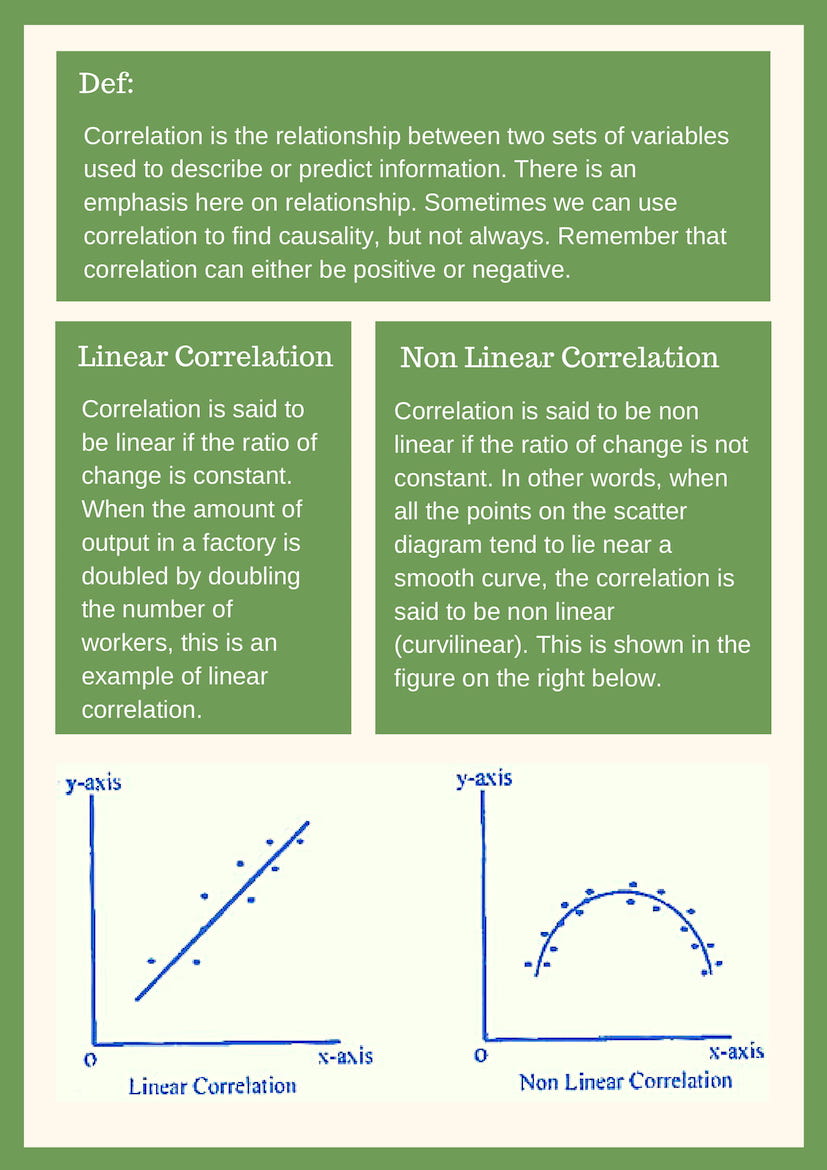 Def:
Correlation is the relationship between two sets of variables
used to describe or predict information. There is an
emphasis here on relationship. Sometimes we can use
correlation to find causality, but not always. Remember that
correlation can either be positive or negative.
Linear Correlation
Correlation is said to
be linear if the ratio of
change is constant.
When the amount of
output in a factory is
doubled by doubling
the number of
workers, this is an
example of linear
correlation.
Non Linear Correlation
Correlation is said to be non
linear if the ratio of change is not
constant. In other words, when
all the points on the scatter
diagram tend to lie near a
smooth curve, the correlation is
said to be non linear
(curvilinear). This is shown in the
figure on the right below.
y-axis
0
x-axis
Linear Correlation
y-axis
0
x-axis
Non Linear Correlation